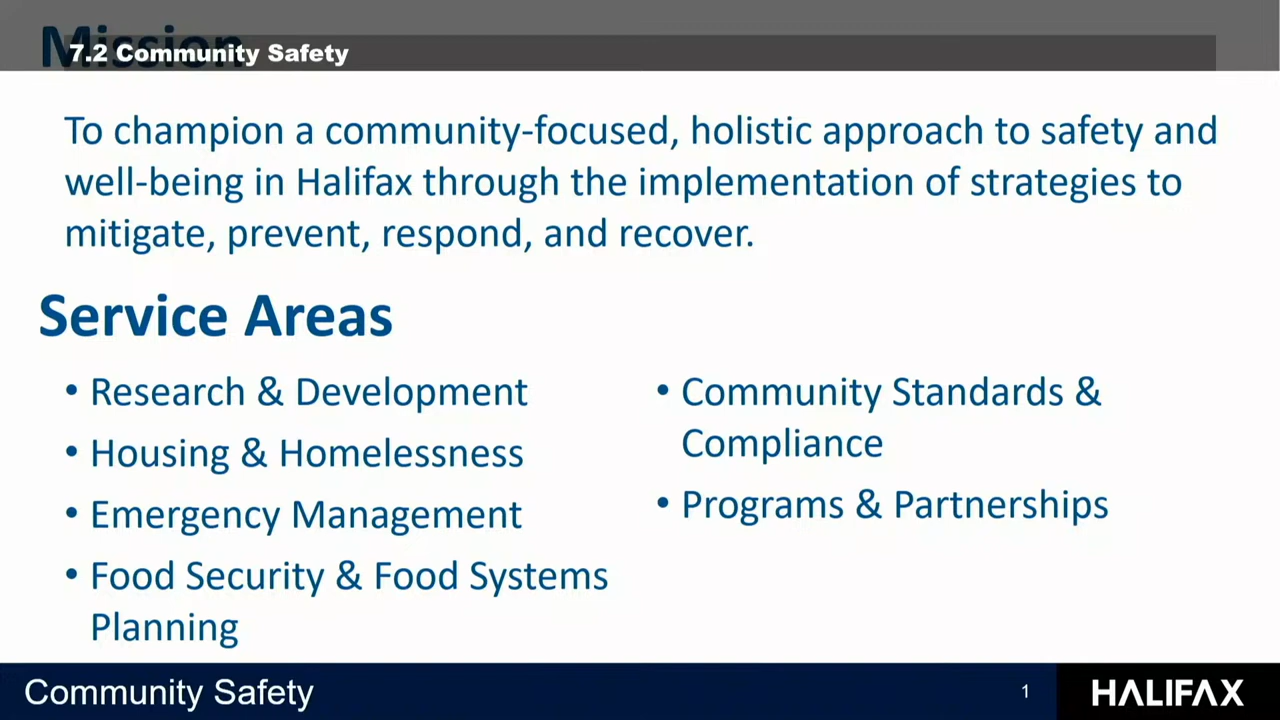 Mission
7.2 Community Safety
To champion a community-focused, holistic approach to safety and
well-being in Halifax through the implementation of strategies to
mitigate, prevent, respond, and recover.
Service Areas
• Research & Development
• Housing & Homelessness
• Emergency Management
• Food Security & Food Systems
Planning
• Community Standards &
Compliance
• Programs & Partnerships
Community Safety
1
HALIFAX